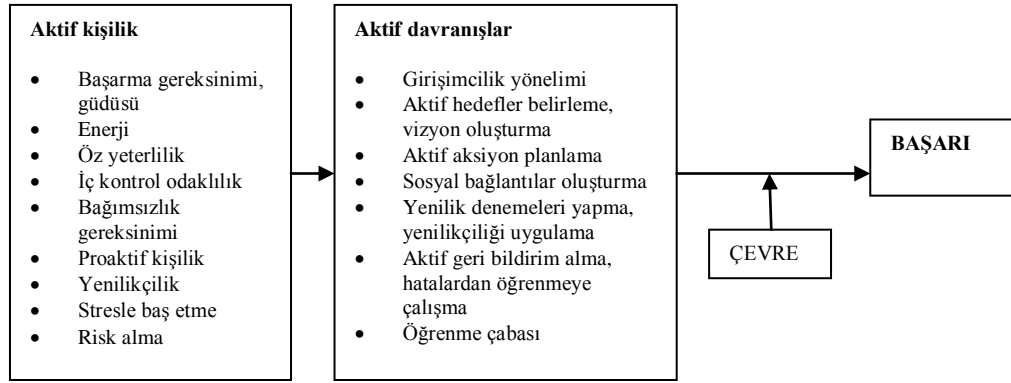 Aktif kişilik
• Başarma gereksinimi,
güdüsü
• Enerji
• Öz yeterlilik
• İç kontrol odaklılık
• Bağımsızlık
gereksinimi
• Proaktif kişilik
• Yenilikçilik
• Stresle baş etme
• Risk alma
Aktif davranışlar
• Girişimcilik yönelimi
• Aktif hedefler belirleme,
vizyon oluşturma
• Aktif aksiyon planlama
• Sosyal bağlantılar oluşturma
• Yenilik denemeleri yapma,
yenilikçiliği uygulama
• Aktif geri bildirim alma,
hatalardan öğrenmeye
çalışma
• Öğrenme çabası
ÇEVRE
BAŞARI